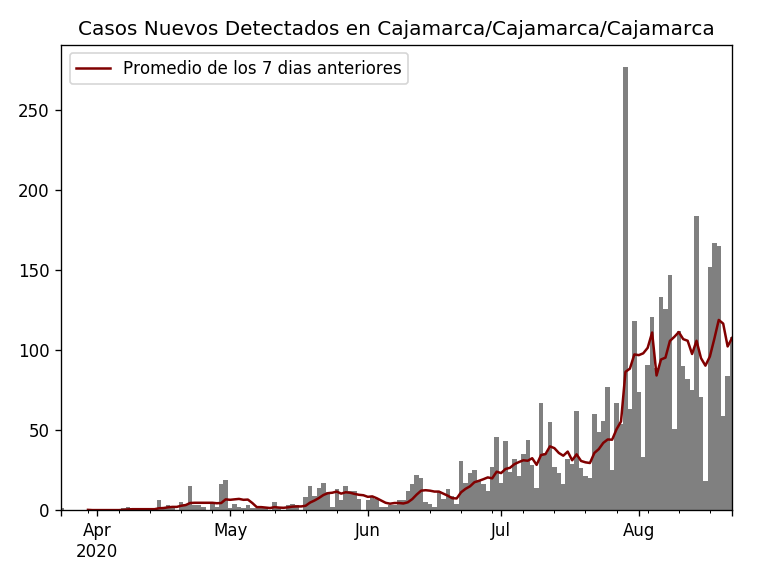 Casos Nuevos Detectados en Cajamarca/Cajamarca/Cajamarca
Promedio de los 7 dias anteriores
250
200
150
100
50
0
Apr
2020
May
Jun
Jul
Aug